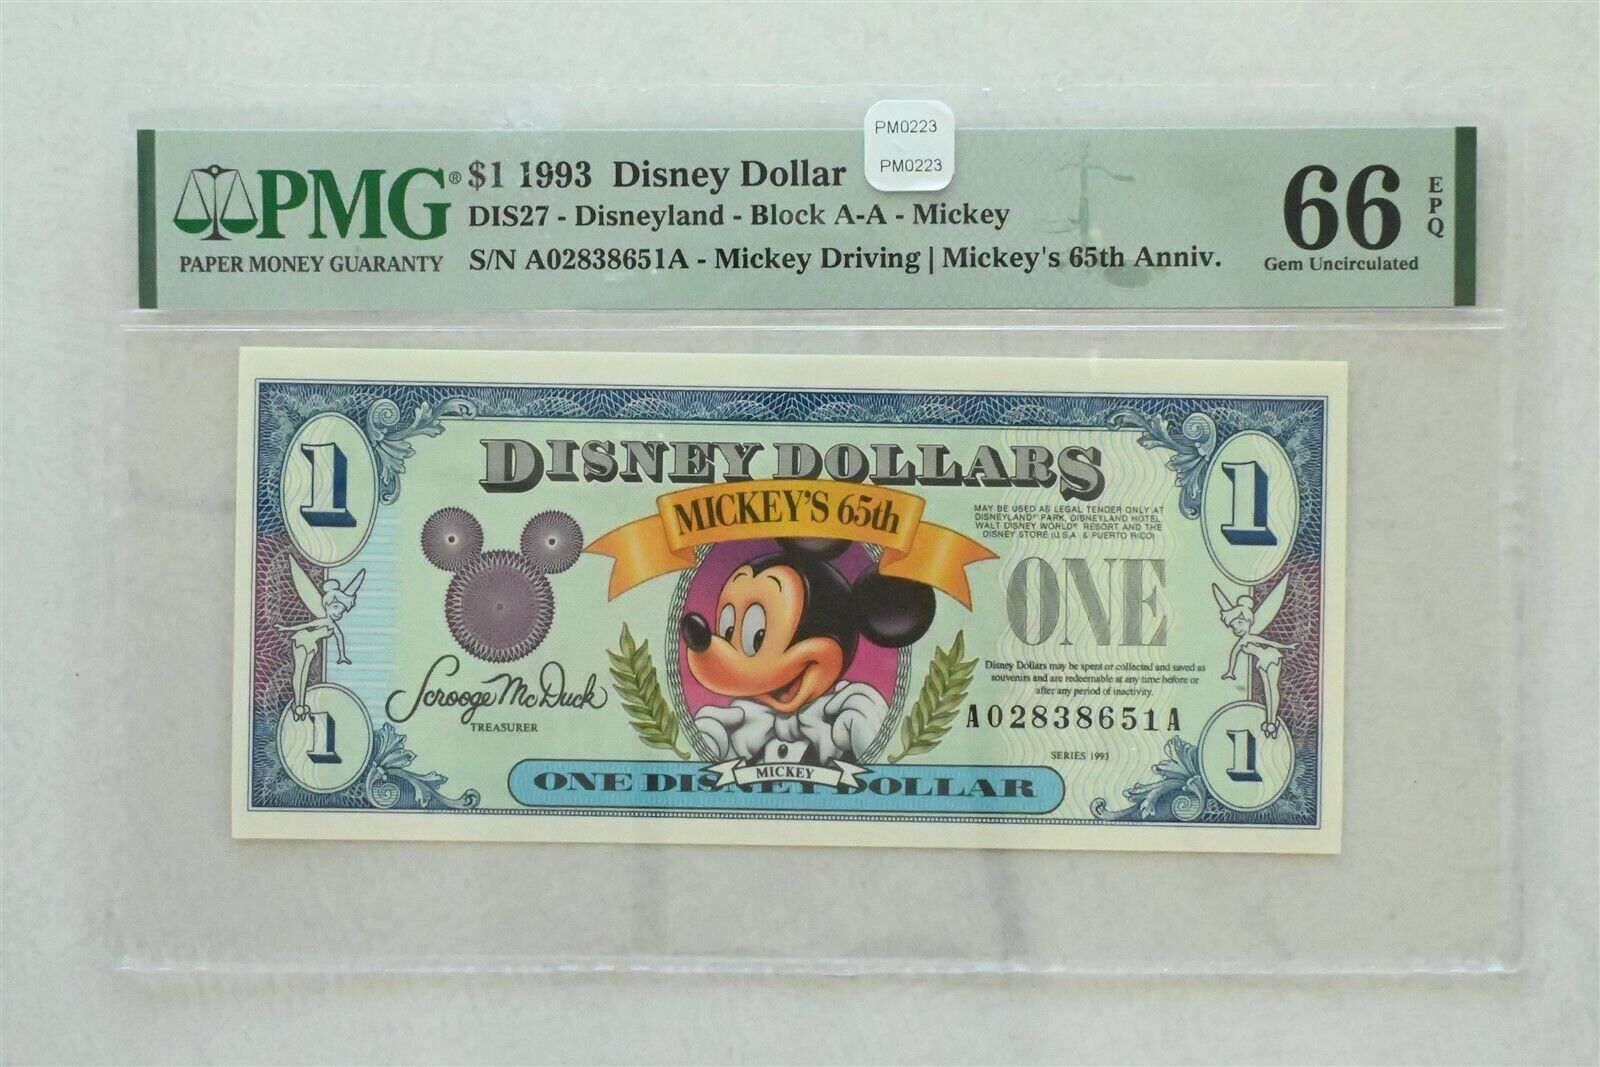 PM0223
PM0223
PMG®
PAPER MONEY GUARANTY
$1 1993 Disney Dollar
DIS27 - Disneyland - Block A-A - Mickey
S/N A02838651A - Mickey Driving | Mickey's 65th Anniv.
66
EPQ
Gem Uncirculated
1
1
DISNEY DOLLARS
MICKEY'S 65th
MAY BE USED AS LEGAL TENDER ONLY AT
DISNEYLAND® PARK, DISNEYLAND HOTEL,
WALT DISNEY WORLD® RESORT AND THE
DISNEY STORE (U.S.A. & PUERTO RICO)
ONE
Disney Dollars may be spent or collected and saved as
souvenirs and are redeemable at any time before or
after any period of inactivity.
Scrooge McDuck
TREASURER
A02838651A
SERIES 1993
1
1
MICKEY
ONE DISNEY DOLLAR